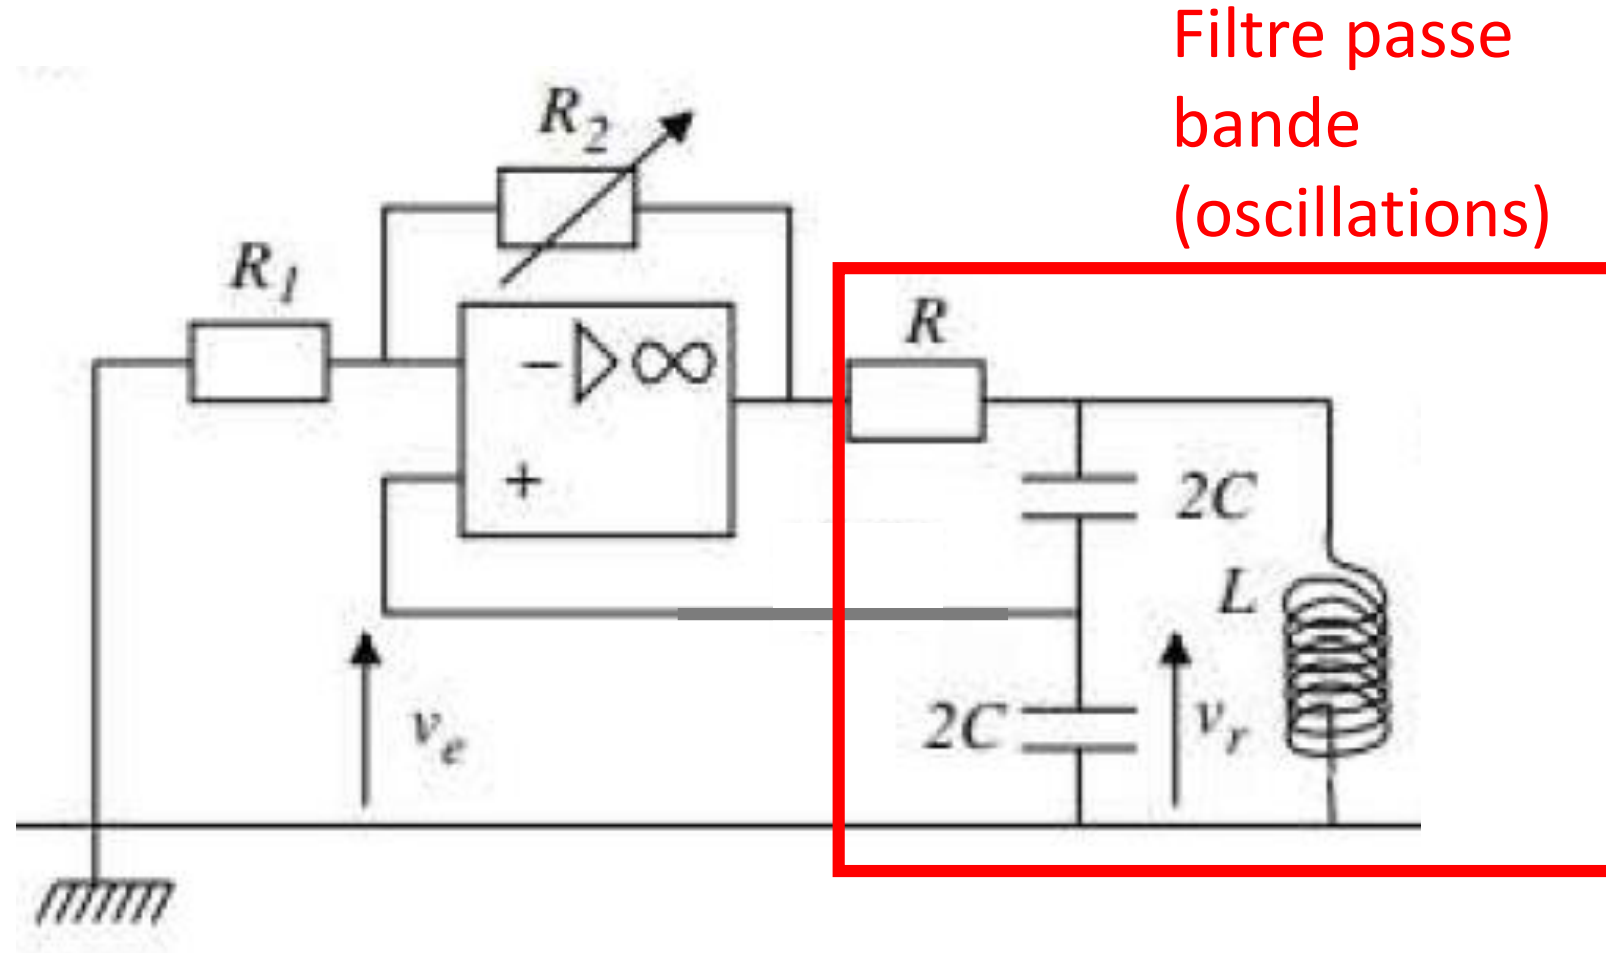 Filtre passe
bande
(oscillations)
R2
R1
R
− ▷ ∞
+
2C
L
ve
2C
vr